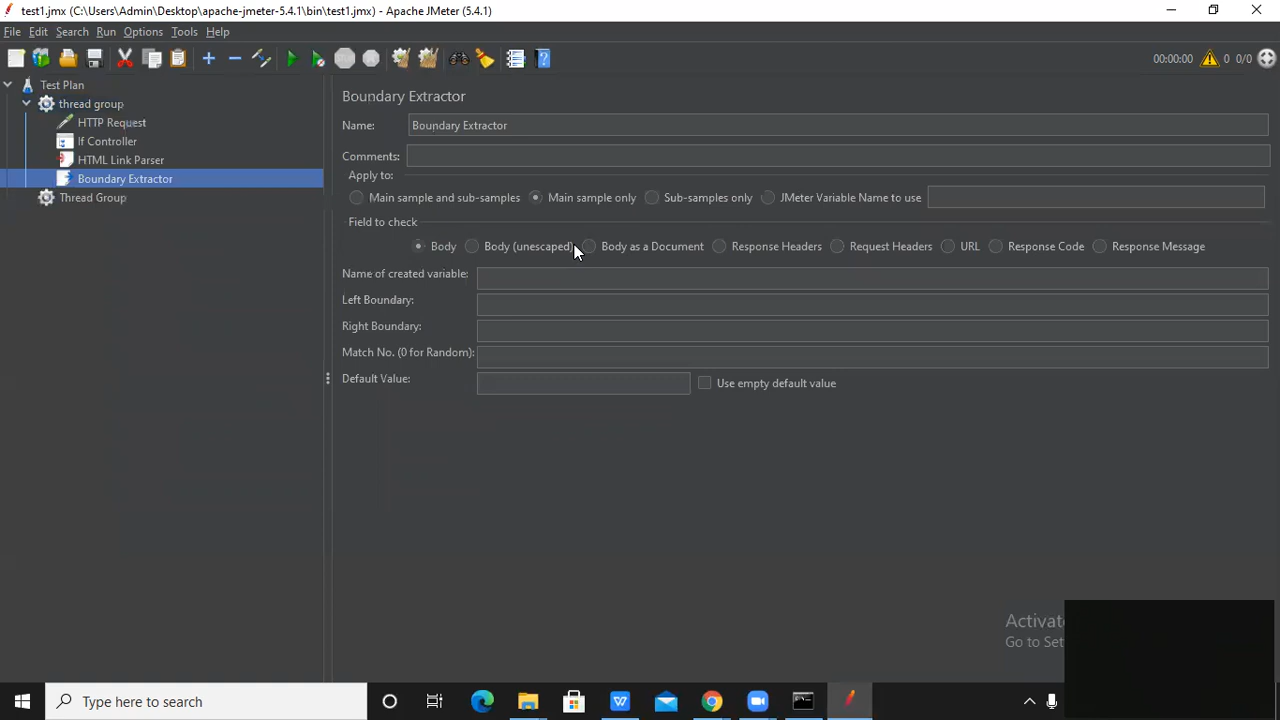 test1.jmx (C:\Users\Admin\Desktop\apache-jmeter-5.4.1\bin\test1.jmx) - Apache JMeter (5.4.1)
File Edit Search Run Options Tools Help
00:00:00 0 0/0
Test Plan
thread group
HTTP Request
If Controller
HTML Link Parser
Boundary Extractor
Thread Group
Boundary Extractor
Name: Boundary Extractor
Comments:
Apply to:
Main sample and sub-samples Main sample only Sub-samples only JMeter Variable Name to use
Field to check
Body Body (unescaped) Body as a Document Response Headers Request Headers URL Response Code Response Message
Name of created variable:
Left Boundary:
Right Boundary:
Match No. (0 for Random):
Default Value: Use empty default value
Activate
Go to Set
Type here to search